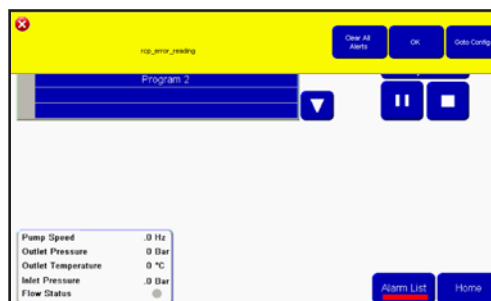 rcp_error_reading
Clear All
Alerts
OK
Goto Config
Program 2
Pump Speed .0 Hz
Outlet Pressure 0 Bar
Outlet Temperature 0 °C
Inlet Pressure .0 Bar
Flow Status
Alarm List
Home